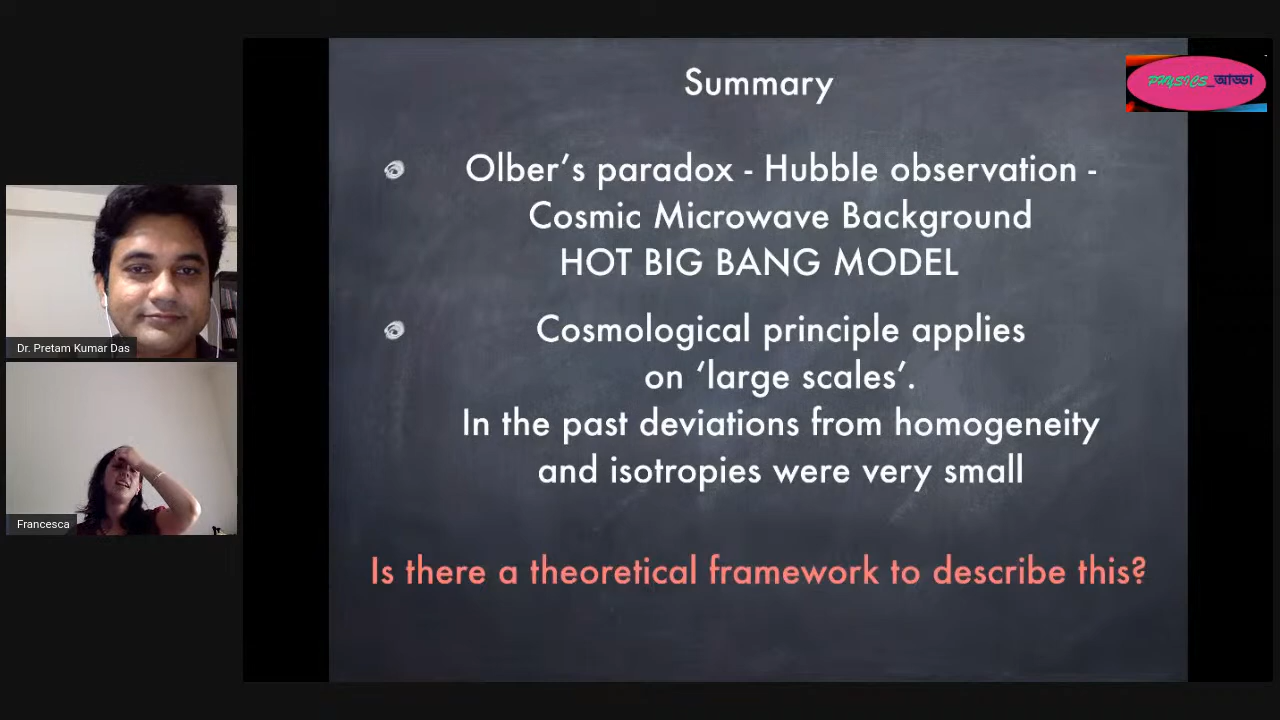 Summary
PHYSICS_আড্ডা
Olber’s paradox - Hubble observation -
Cosmic Microwave Background
HOT BIG BANG MODEL
Cosmological principle applies
on ‘large scales’.
In the past deviations from homogeneity
and isotropies were very small
Is there a theoretical framework to describe this?
Dr. Pretam Kumar Das
Francesca